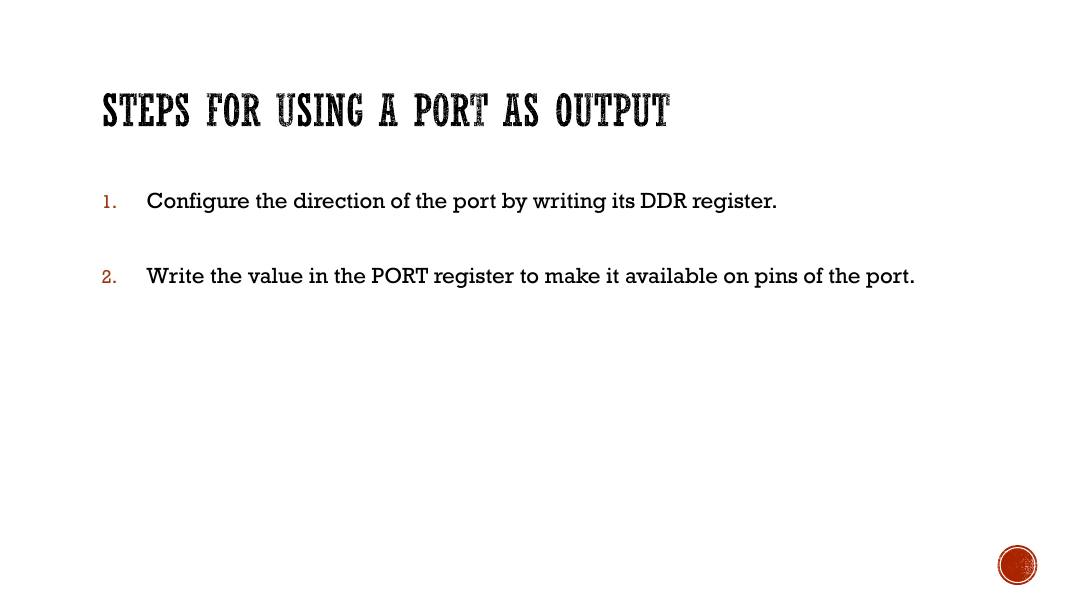 STEPS FOR USING A PORT AS OUTPUT
1. Configure the direction of the port by writing its DDR register.
2. Write the value in the PORT register to make it available on pins of the port.